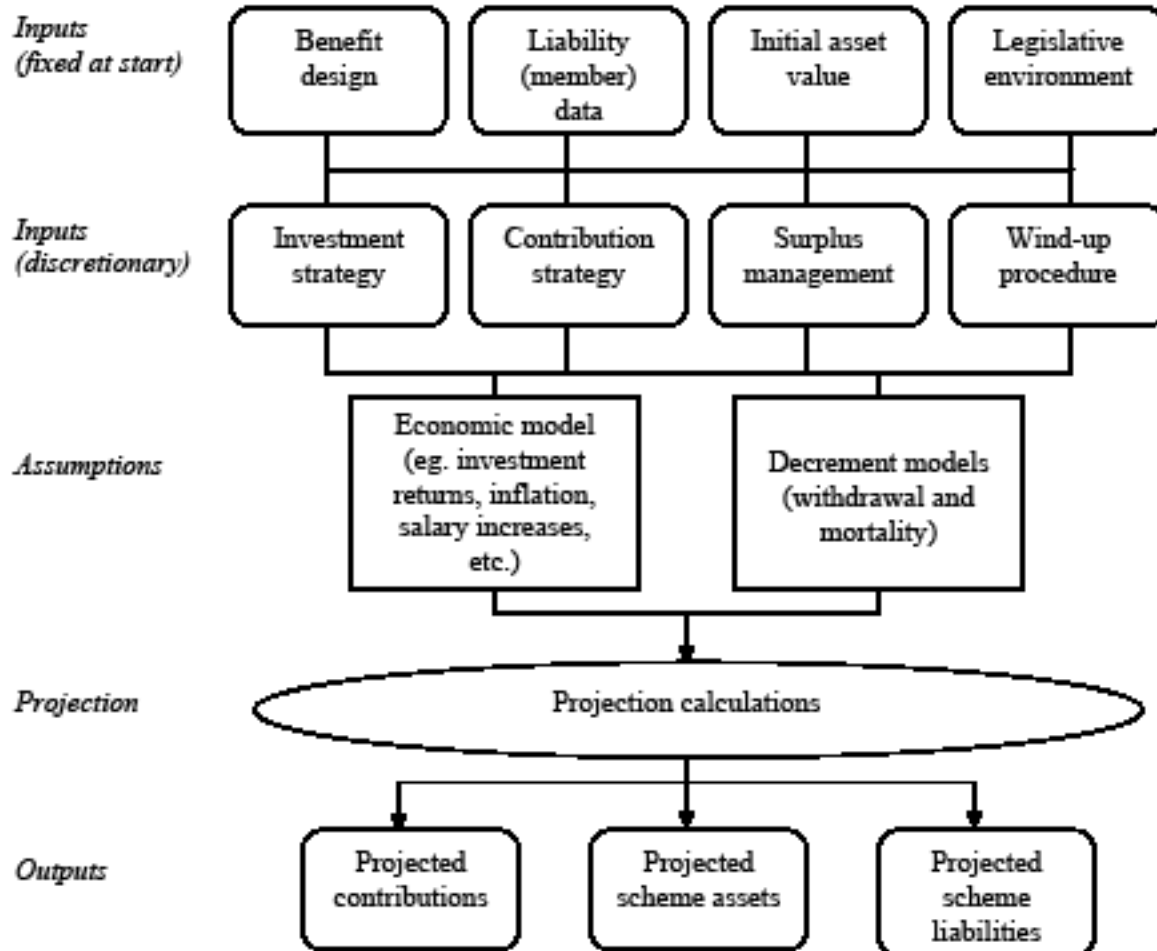 Inputs
(fixed at start)
Benefit
design
Liability
(member)
data
Initial asset
value
Legislative
environment
Inputs
(discretionary)
Investment
strategy
Contribution
strategy
Surplus
management
Wind-up
procedure
Assumptions
Economic model
(eg. investment
returns, inflation,
salary increases,
etc.)
Decrement models
(withdrawal and
mortality)
Projection
Projection calculations
Outputs
Projected
contributions
Projected
scheme assets
Projected
scheme
liabilities